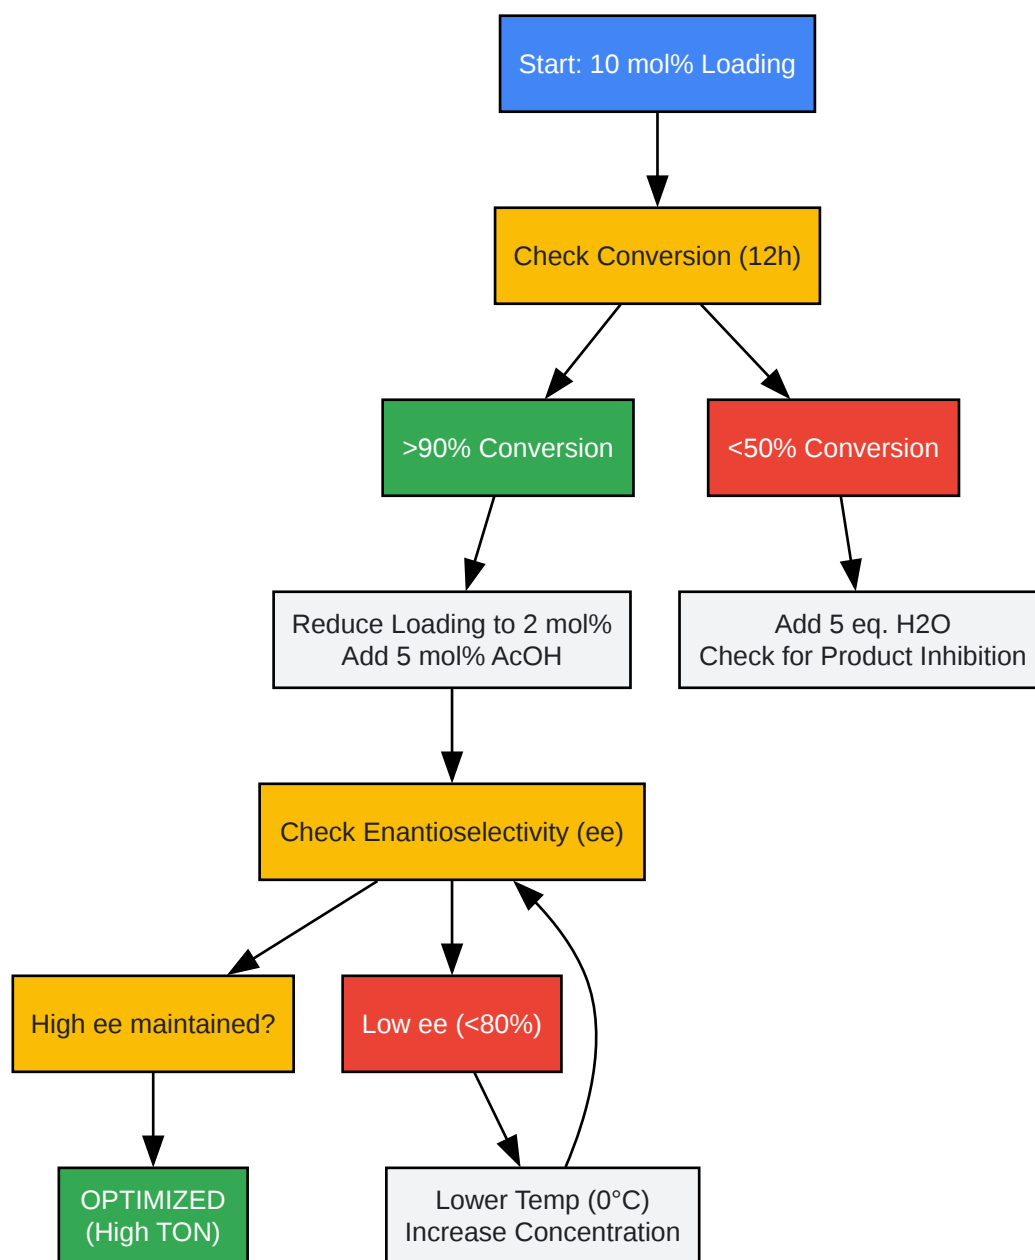 Start: 10 mol% Loading
Check Conversion (12h)
>90% Conversion
<50% Conversion
Reduce Loading to 2 mol%
Add 5 mol% AcOH
Add 5 eq. H2O
Check for Product Inhibition
Check Enantioselectivity (ee)
High ee maintained?
Low ee (<80%)
OPTIMIZED
(High TON)
Lower Temp (0°C)
Increase Concentration